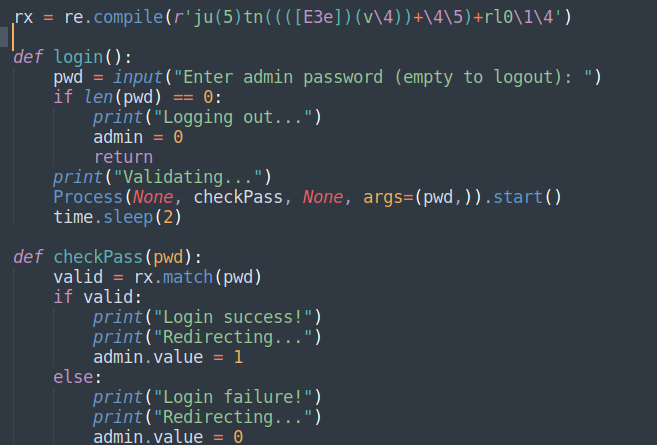 rx = re.compile(r'ju(5)tn((([E3e])(v\4))+\4\5)+rl0\1\4')
def login():
    pwd = input("Enter admin password (empty to logout): ")
    if len(pwd) == 0:
        print("Logging out...")
        admin = 0
        return
    print("Validating...")
    Process(None, checkPass, None, args=(pwd,)).start()
    time.sleep(2)
def checkPass(pwd):
    valid = rx.match(pwd)
    if valid:
        print("Login success!")
        print("Redirecting...")
        admin.value = 1
    else:
        print("Login failure!")
        print("Redirecting...")
        admin.value = 0